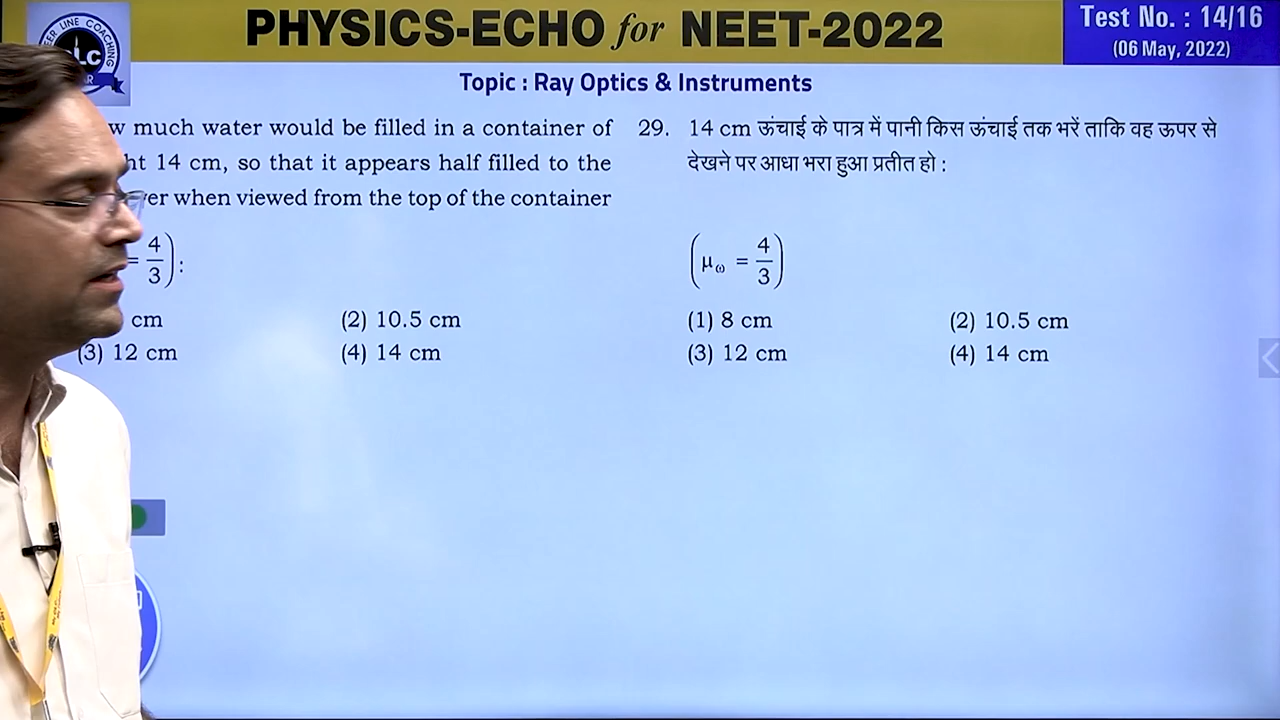 PHYSICS-ECHO for NEET-2022
Test No. : 14/16
(06 May, 2022)
LINE COACHING
Topic : Ray Optics & Instruments
much water would be filled in a container of
14 cm, so that it appears half filled to the
when viewed from the top of the container
= 4/3):
cm
(2) 10.5 cm
(3) 12 cm
(4) 14 cm
29. 14 cm ऊंचाई के पात्र में पानी किस ऊंचाई तक भरें ताकि वह ऊपर से
देखने पर आधा भरा हुआ प्रतीत हो :
(μω = 4/3)
(1) 8 cm
(2) 10.5 cm
(3) 12 cm
(4) 14 cm